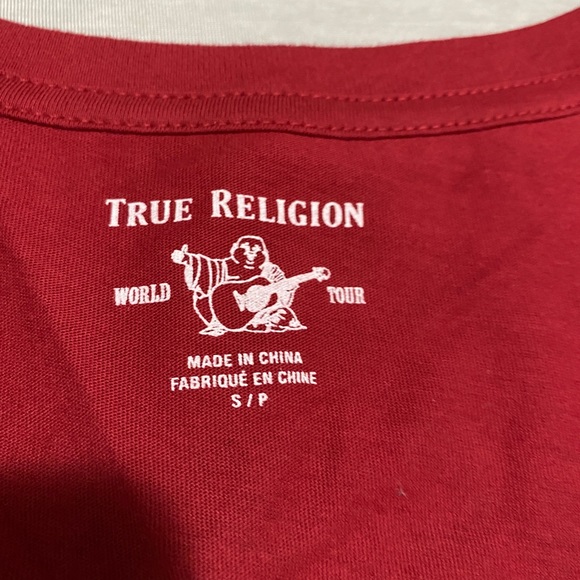 TRUE RELIGION
WORLD TOUR
MADE IN CHINA
FABRIQUÉ EN CHINE
S / P